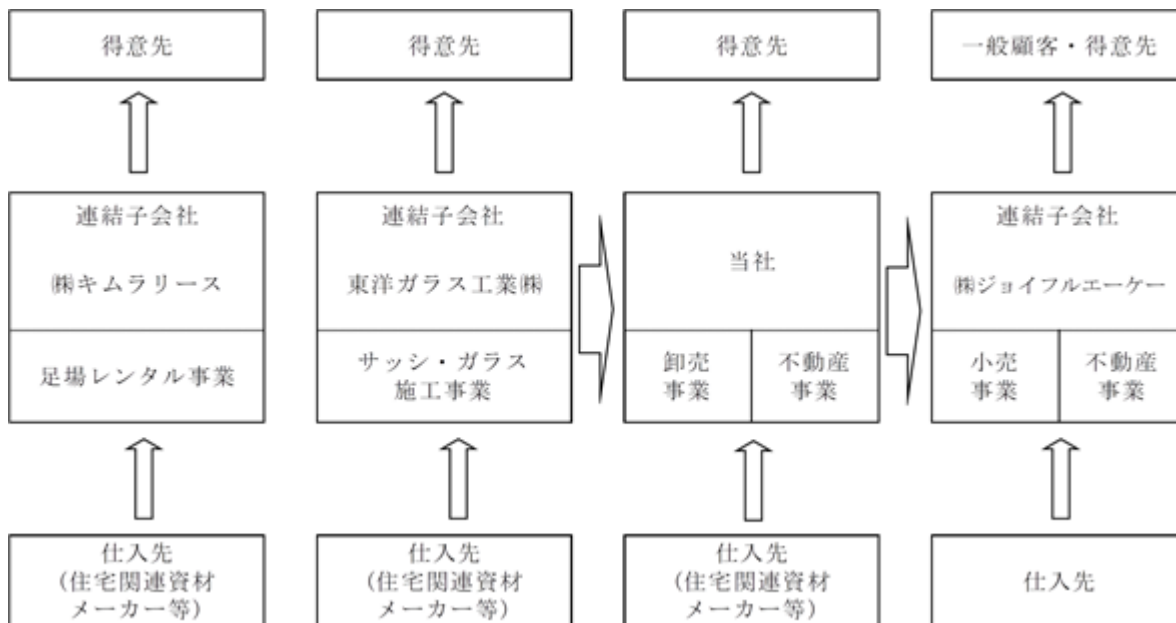 得意先
得意先
得意先
一般顧客・得意先
連結子会社
㈱キムラリース
足場レンタル事業
連結子会社
東洋ガラス工業㈱
サッシ・ガラス
施工事業
当社
卸売
事業
不動産
事業
連結子会社
㈱ジョイフルエーケー
小売
事業
不動産
事業
仕入先
(住宅関連資材
メーカー等)
仕入先
(住宅関連資材
メーカー等)
仕入先
(住宅関連資材
メーカー等)
仕入先